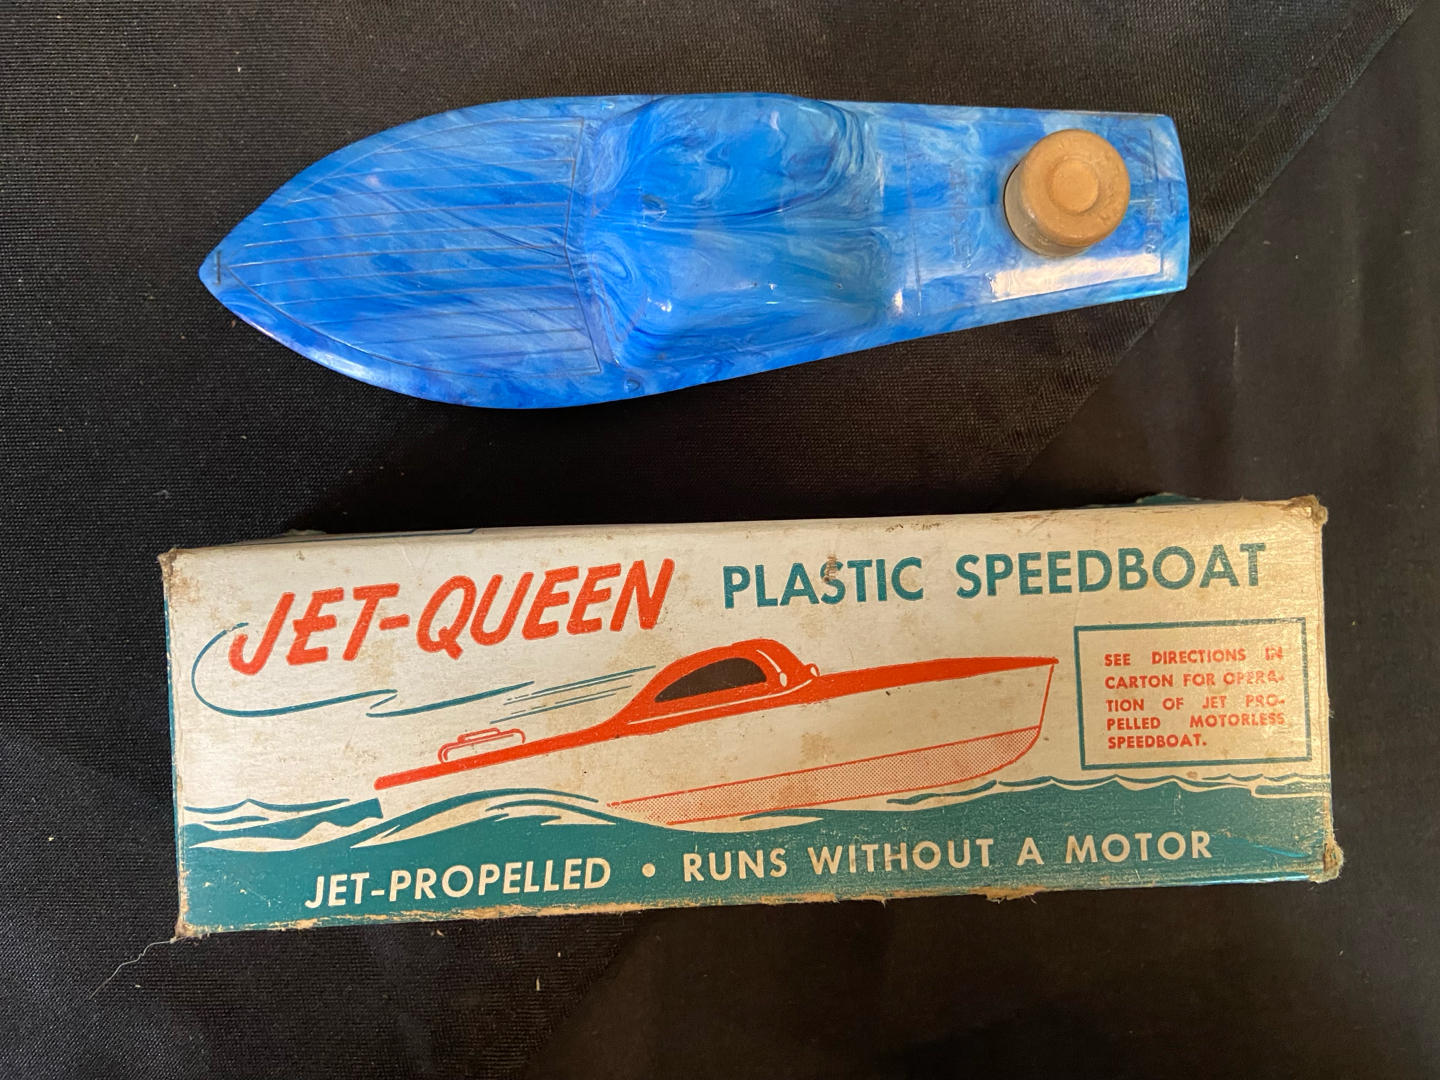 JET-QUEEN PLASTIC SPEEDBOAT
SEE DIRECTIONS IN
CARTON FOR OPERA-
TION OF JET PRO-
PELLED MOTORLESS
SPEEDBOAT.
JET-PROPELLED • RUNS WITHOUT A MOTOR